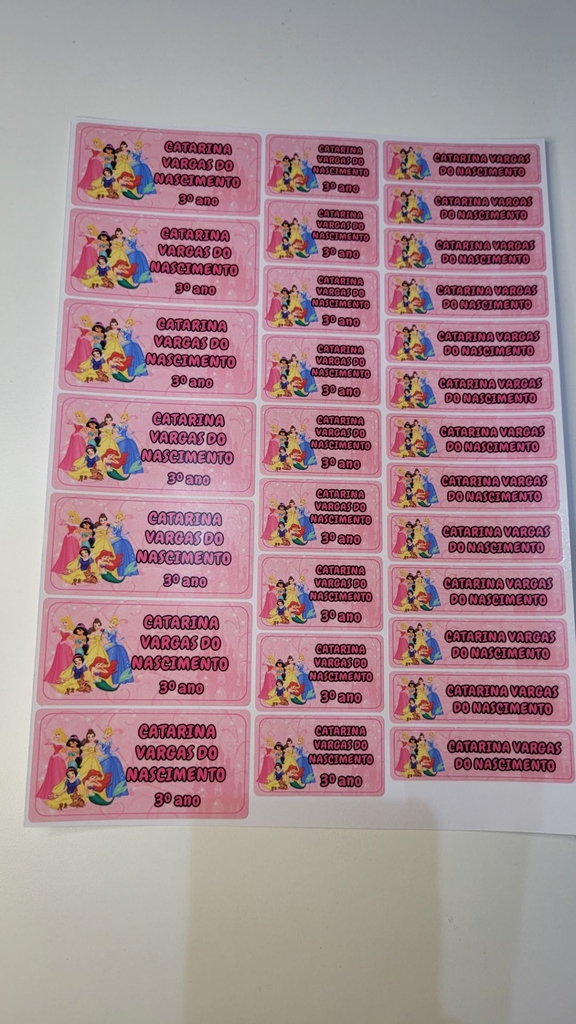 CATARINA
VARGAS DO
NASCIMENTO
3º ano
CATARINA
VARGAS DO
NASCIMENTO
3º ano
CATARINA
VARGAS DO
NASCIMENTO
3º ano
CATARINA
VARGAS DO
NASCIMENTO
3º ano
CATARINA
VARGAS DO
NASCIMENTO
3º ano
CATARINA
VARGAS DO
NASCIMENTO
3º ano
CATARINA
VARGAS DO
NASCIMENTO
3º ano
CATARINA
VARGAS DO
NASCIMENTO
3º ano
CATARINA
VARGAS DO
NASCIMENTO
3º ano
CATARINA
VARGAS DO
NASCIMENTO
3º ano
CATARINA
VARGAS DO
NASCIMENTO
3º ano
CATARINA
VARGAS DO
NASCIMENTO
3º ano
CATARINA
VARGAS DO
NASCIMENTO
3º ano
CATARINA
VARGAS DO
NASCIMENTO
3º ano
CATARINA
VARGAS DO
NASCIMENTO
3º ano
CATARINA
VARGAS DO
NASCIMENTO
3º ano
CATARINA VARGAS
DO NASCIMENTO
CATARINA VARGAS
DO NASCIMENTO
CATARINA VARGAS
DO NASCIMENTO
CATARINA VARGAS
DO NASCIMENTO
CATARINA VARGAS
DO NASCIMENTO
CATARINA VARGAS
DO NASCIMENTO
CATARINA VARGAS
DO NASCIMENTO
CATARINA VARGAS
DO NASCIMENTO
CATARINA VARGAS
DO NASCIMENTO
CATARINA VARGAS
DO NASCIMENTO
CATARINA VARGAS
DO NASCIMENTO
CATARINA VARGAS
DO NASCIMENTO
CATARINA VARGAS
DO NASCIMENTO